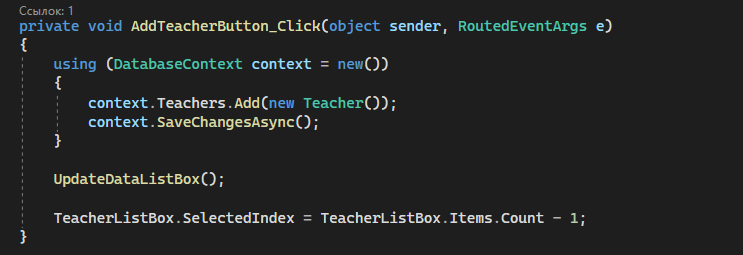 Ссылок: 1
private void AddTeacherButton_Click(object sender, RoutedEventArgs e)
{
using (DatabaseContext context = new())
{
context.Teachers.Add(new Teacher());
context.SaveChangesAsync();
}
UpdateDataListBox();
TeacherListBox.SelectedIndex = TeacherListBox.Items.Count - 1;
}